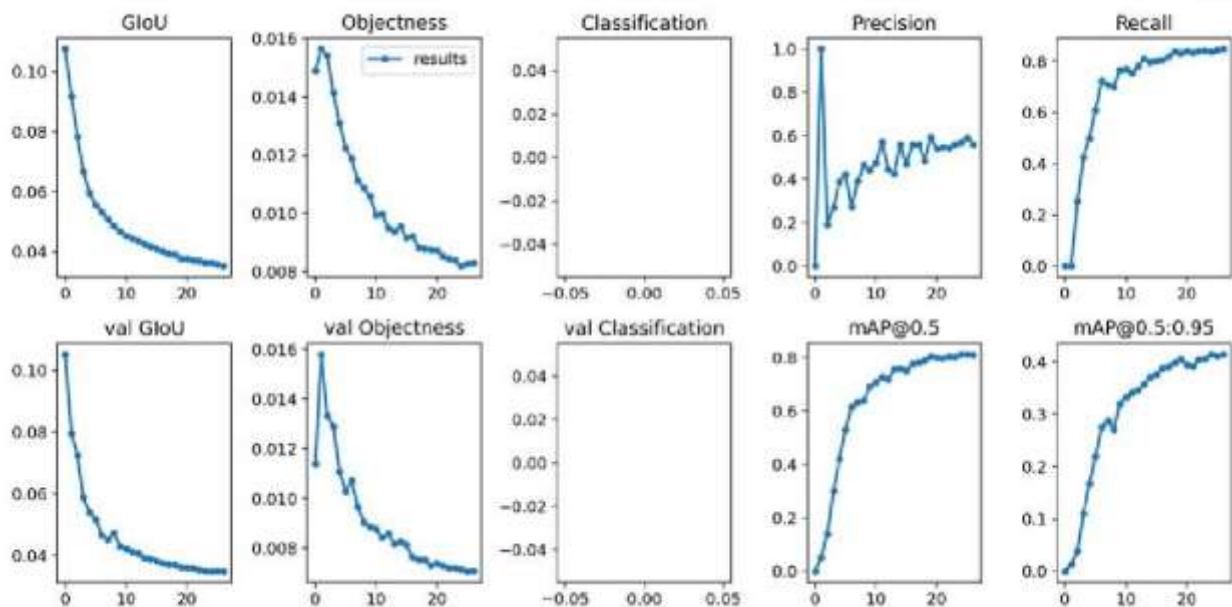 GIoU
0.10
0.08
0.06
0.04
0 10 20
Objectness
results
0.016
0.014
0.012
0.010
0.008
0 10 20
Classification
0.04
0.02
0.00
−0.02
−0.04
−0.05 0.00 0.05
Precision
1.0
0.8
0.6
0.4
0.2
0.0
0 10 20
Recall
0.8
0.6
0.4
0.2
0.0
0 10 20
val GIoU
0.10
0.08
0.06
0.04
0 10 20
val Objectness
0.016
0.014
0.012
0.010
0.008
0 10 20
val Classification
0.04
0.02
0.00
−0.02
−0.04
−0.05 0.00 0.05
mAP@0.5
0.8
0.6
0.4
0.2
0.0
0 10 20
mAP@0.5:0.95
0.4
0.3
0.2
0.1
0.0
0 10 20